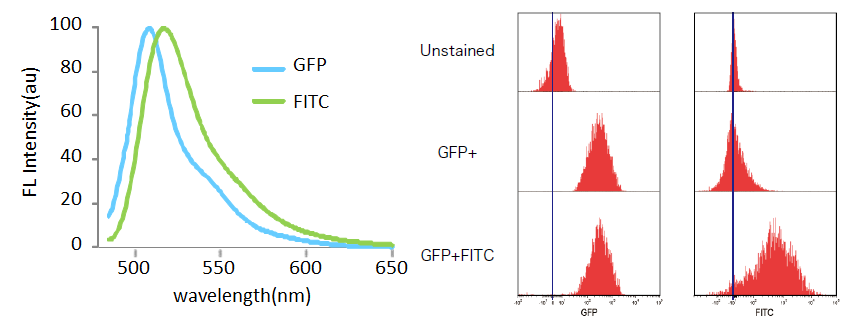 FL Intensity(au)
100
80
60
40
20
0
500
550
600
650
wavelength(nm)
GFP
FITC
Unstained
GFP+
GFP+FITC
GFP
FITC